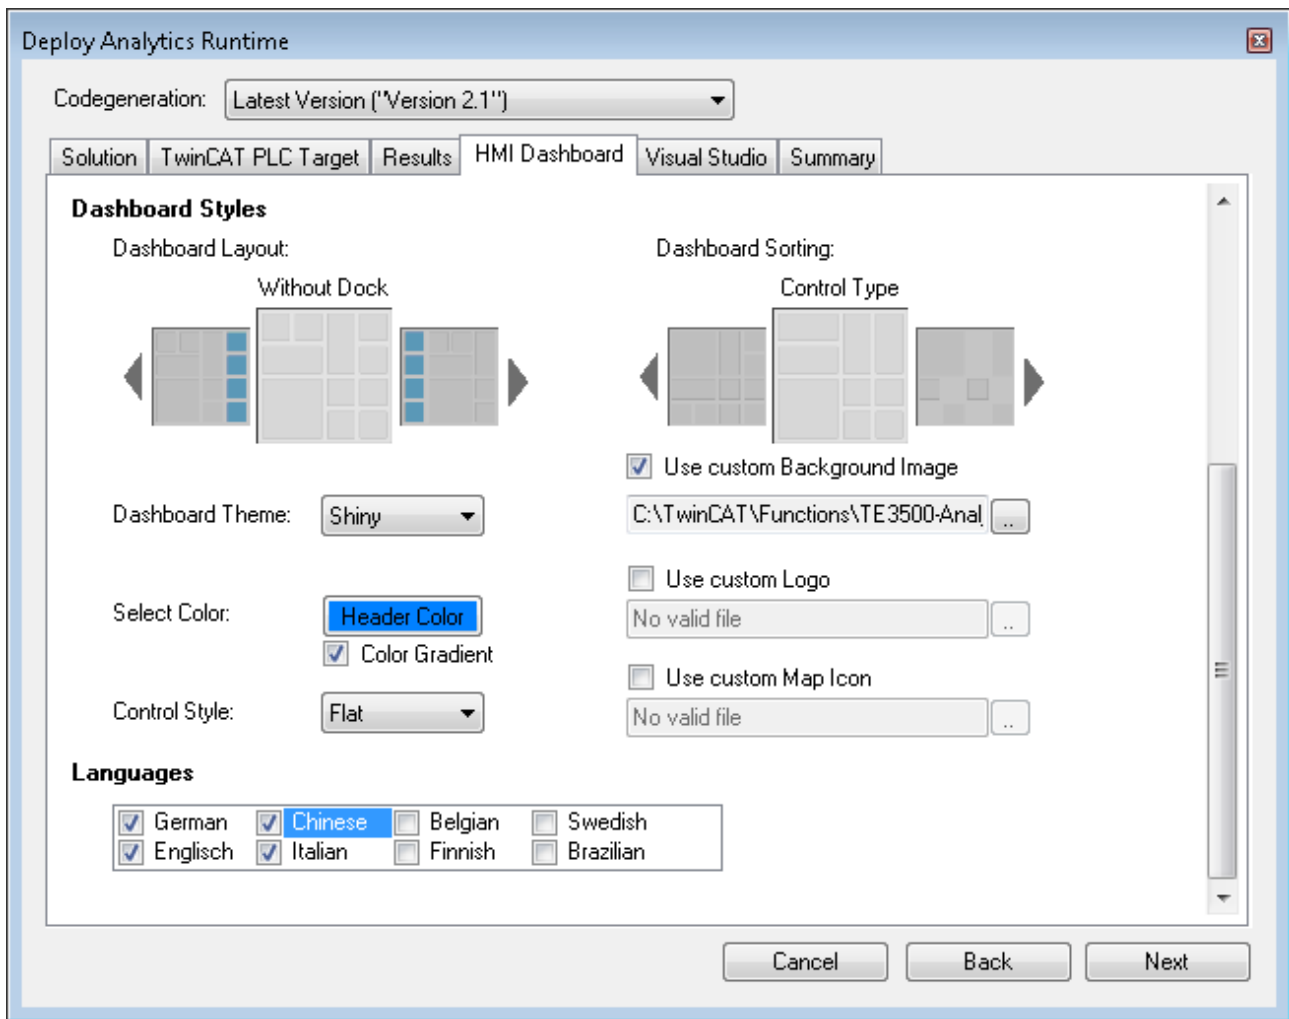 Deploy Analytics Runtime
Codegeneration: Latest Version ("Version 2.1")
Solution TwinCAT PLC Target Results HMI Dashboard Visual Studio Summary
Dashboard Styles
Dashboard Layout: Dashboard Sorting:
Without Dock Control Type
Use custom Background Image
Dashboard Theme: Shiny C:\TwinCAT\Functions\TE3500-Anal ..
Use custom Logo
Select Color: Header Color No valid file ..
Color Gradient
Use custom Map Icon
Control Style: Flat No valid file ..
Languages
German Chinese Belgian Swedish
Englisch Italian Finnish Brazilian
Cancel Back Next